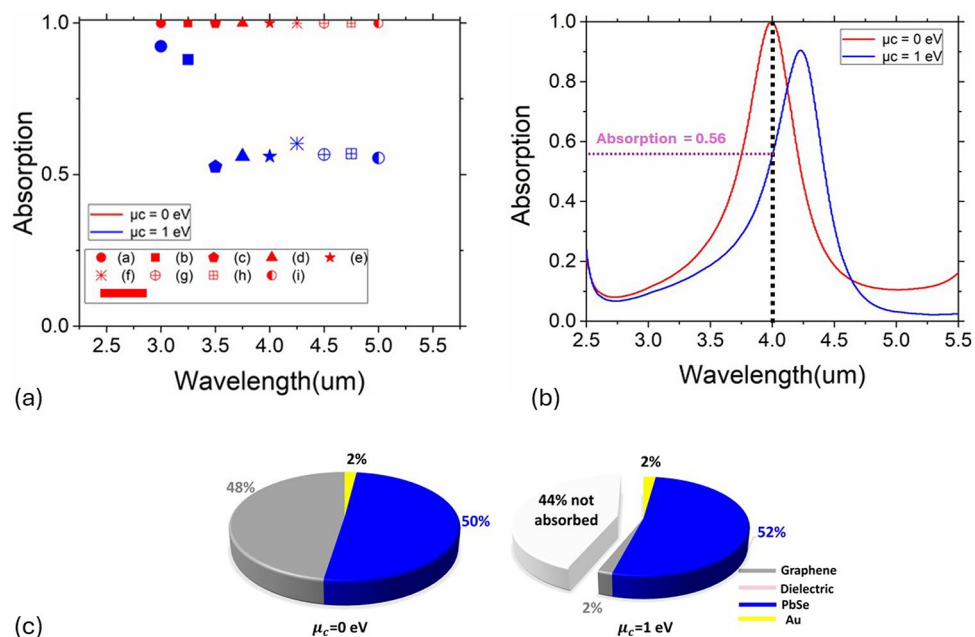 (a)
1.0
0.5
0.0
Absorption
μc = 0 eV
μc = 1 eV
(a) (b) (c) (d) (e)
(f) (g) (h) (i)
2.5 3.0 3.5 4.0 4.5 5.0 5.5
Wavelength(um)
(b)
1.0
0.8
0.6
0.4
0.2
0.0
Absorption
μc = 0 eV
μc = 1 eV
Absorption = 0.56
2.5 3.0 3.5 4.0 4.5 5.0 5.5
Wavelength(um)
(c)
2%
48%
50%
μc=0 eV
2%
44% not
absorbed
52%
2%
μc=1 eV
Graphene
Dielectric
PbSe
Au